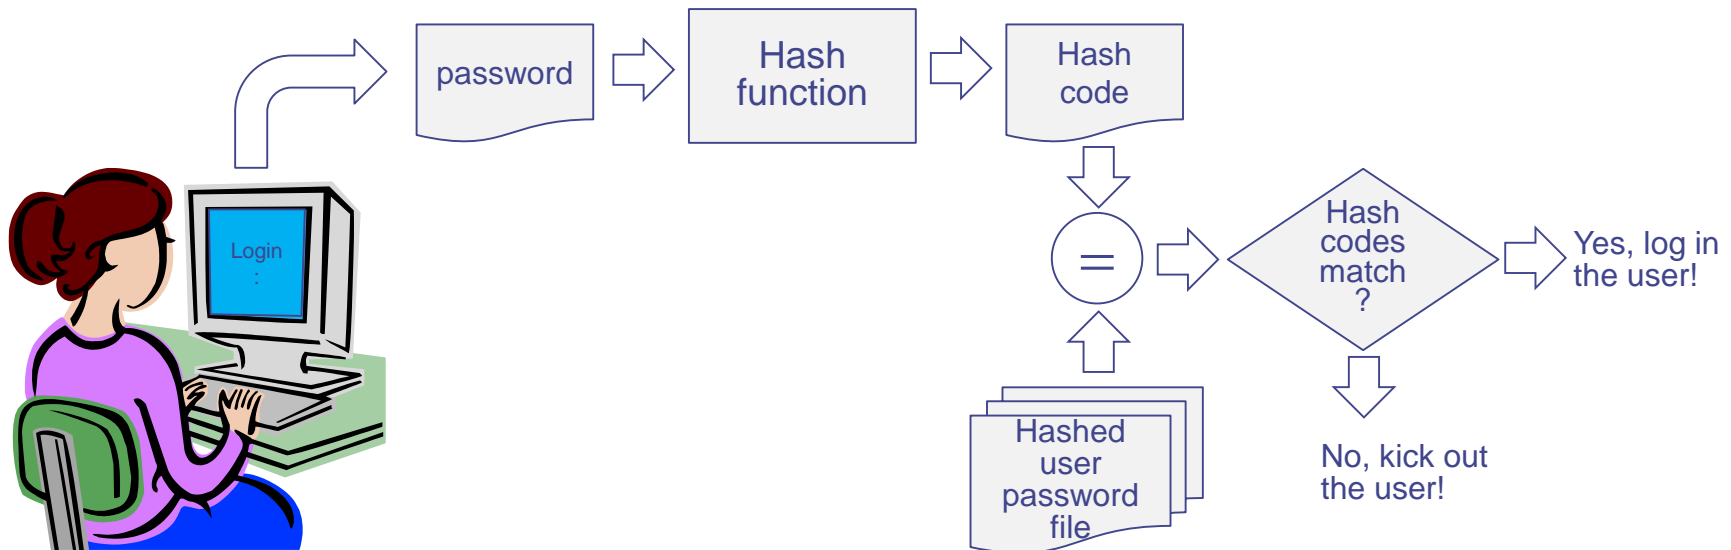 password
Hash
function
Hash
code
Login
:
=
Hash
codes
match
?
Yes, log in
the user!
Hashed
user
password
file
No, kick out
the user!